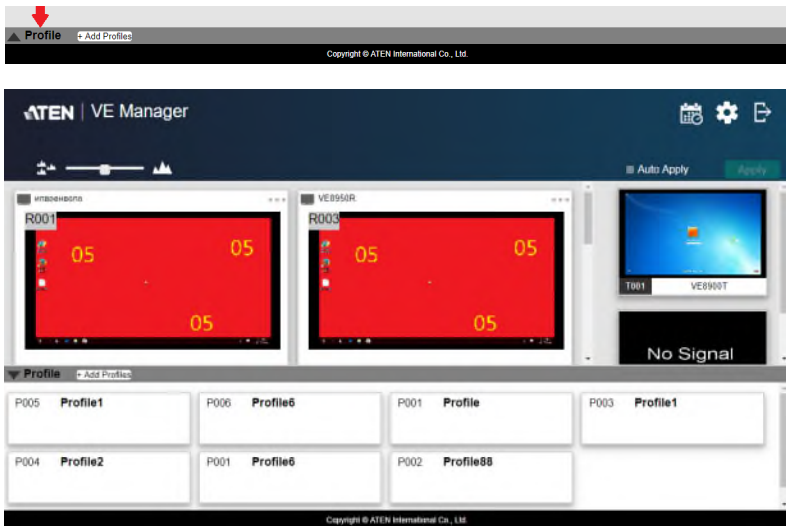 Profile + Add Profiles
Copyright © ATEN International Co., Ltd.
ATEN VE Manager
Auto Apply Apply
VE8950R
R001 R003
05 05 05 05
05 05
T001 VE8900T
No Signal
Profile + Add Profiles
P005 Profile1 P006 Profile6 P001 Profile P003 Profile1
P004 Profile2 P001 Profile6 P002 Profile88
Copyright © ATEN International Co., Ltd.